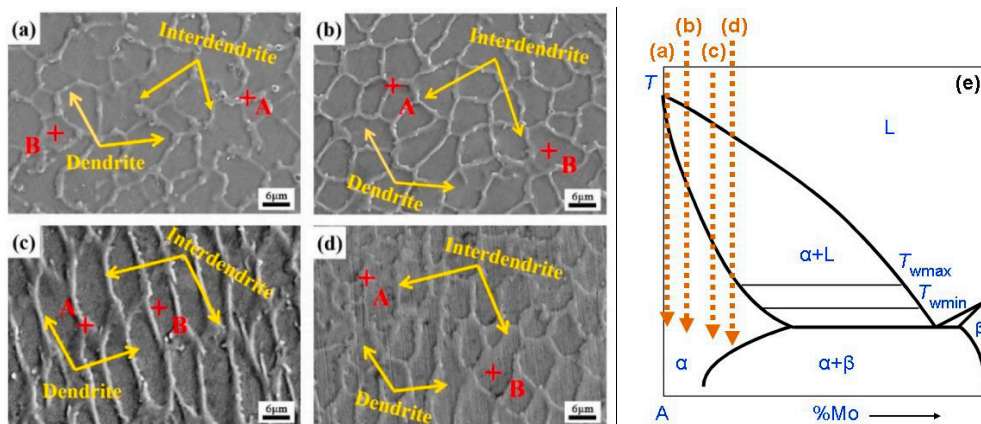 (a)
Interdendrite
A
B
Dendrite
6μm
(b)
Interdendrite
A
B
Dendrite
6μm
(c)
Interdendrite
A
B
Dendrite
6μm
(d)
Interdendrite
A
B
Dendrite
6μm
(b) (d)
(a) (c) (e)
T
L
α+L
Twmax
Twmin
β
α α+β
A %Mo